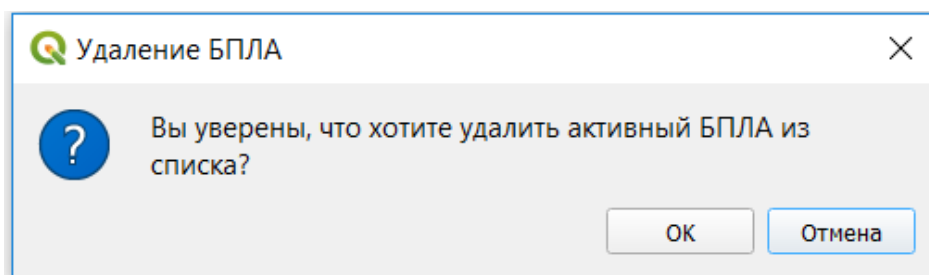 Удаление БПЛА
Вы уверены, что хотите удалить активный БПЛА из
списка?
ОК
Отмена